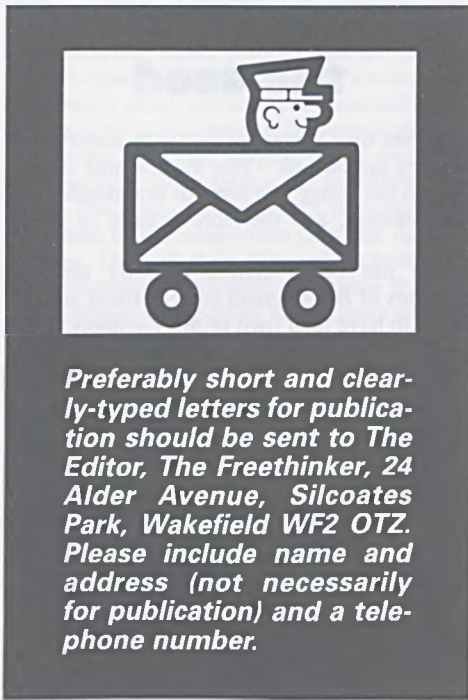 Preferably short and clear-
ly-typed letters for publica-
tion should be sent to The
Editor, The Freethinker, 24
Alder Avenue, Silcoates
Park, Wakefield WF2 OTZ.
Please include name and
address (not necessarily
for publication) and a tele-
phone number.